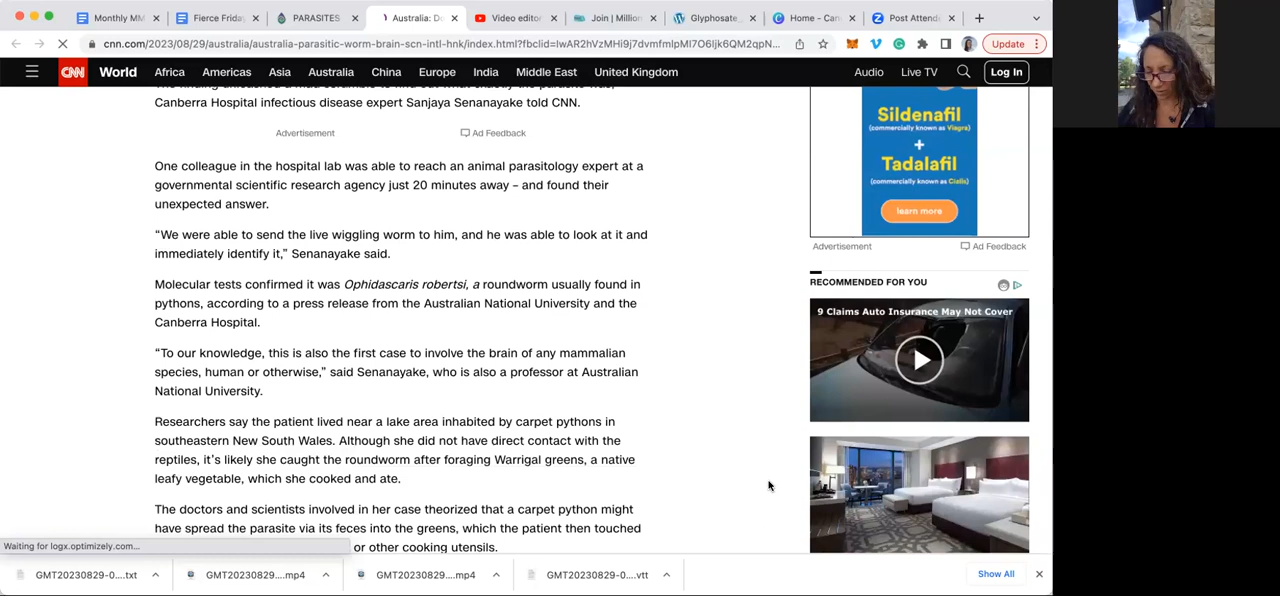 Monthly MM
Fierce Frida
PARASITES
Australia: Do
Video editor
Join | Million
Glyphosate_
Home – Can
Post Attend
cnn.com/2023/08/29/australia/australia-parasitic-worm-brain-scn-intl-hnk/index.html?fbclid=IwAR2hVzMHi9j7dvmfmlpMI7O6Ijk6QM2qpN...
Update
CNN World Africa Americas Asia Australia China Europe India Middle East United Kingdom Audio Live TV Log In
Canberra Hospital infectious disease expert Sanjaya Senanayake told CNN.
Advertisement
Ad Feedback
One colleague in the hospital lab was able to reach an animal parasitology expert at a
governmental scientific research agency just 20 minutes away – and found their
unexpected answer.
“We were able to send the live wiggling worm to him, and he was able to look at it and
immediately identify it,” Senanayake said.
Molecular tests confirmed it was Ophidascaris robertsi, a roundworm usually found in
pythons, according to a press release from the Australian National University and the
Canberra Hospital.
“To our knowledge, this is also the first case to involve the brain of any mammalian
species, human or otherwise,” said Senanayake, who is also a professor at Australian
National University.
Researchers say the patient lived near a lake area inhabited by carpet pythons in
southeastern New South Wales. Although she did not have direct contact with the
reptiles, it’s likely she caught the roundworm after foraging Warrigal greens, a native
leafy vegetable, which she cooked and ate.
The doctors and scientists involved in her case theorized that a carpet python might
have spread the parasite via its feces into the greens, which the patient then touched
or other cooking utensils.
Sildenafil
(commercially known as Viagra)
+
Tadalafil
(commercially known as Cialis)
learn more
Advertisement
Ad Feedback
RECOMMENDED FOR YOU
9 Claims Auto Insurance May Not Cover
Waiting for logx.optimizely.com...
GMT20230829-0....txt
GMT20230829....mp4
GMT20230829....mp4
GMT20230829-0....vtt
Show All